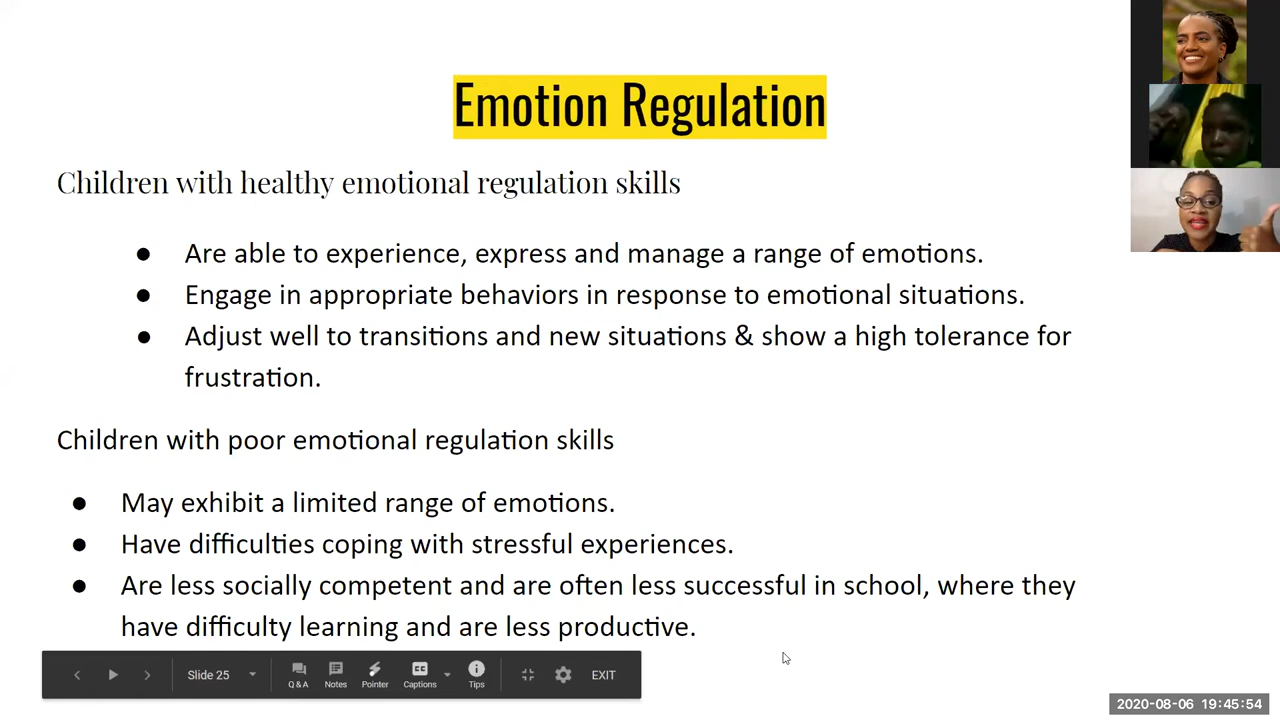 Emotion Regulation
Children with healthy emotional regulation skills
● Are able to experience, express and manage a range of emotions.
● Engage in appropriate behaviors in response to emotional situations.
● Adjust well to transitions and new situations & show a high tolerance for
frustration.
Children with poor emotional regulation skills
● May exhibit a limited range of emotions.
● Have difficulties coping with stressful experiences.
● Are less socially competent and are often less successful in school, where they
have difficulty learning and are less productive.
Slide 25
Q & A
Notes
Pointer
CC
Captions
Tips
EXIT
2020-08-06 19:45:54